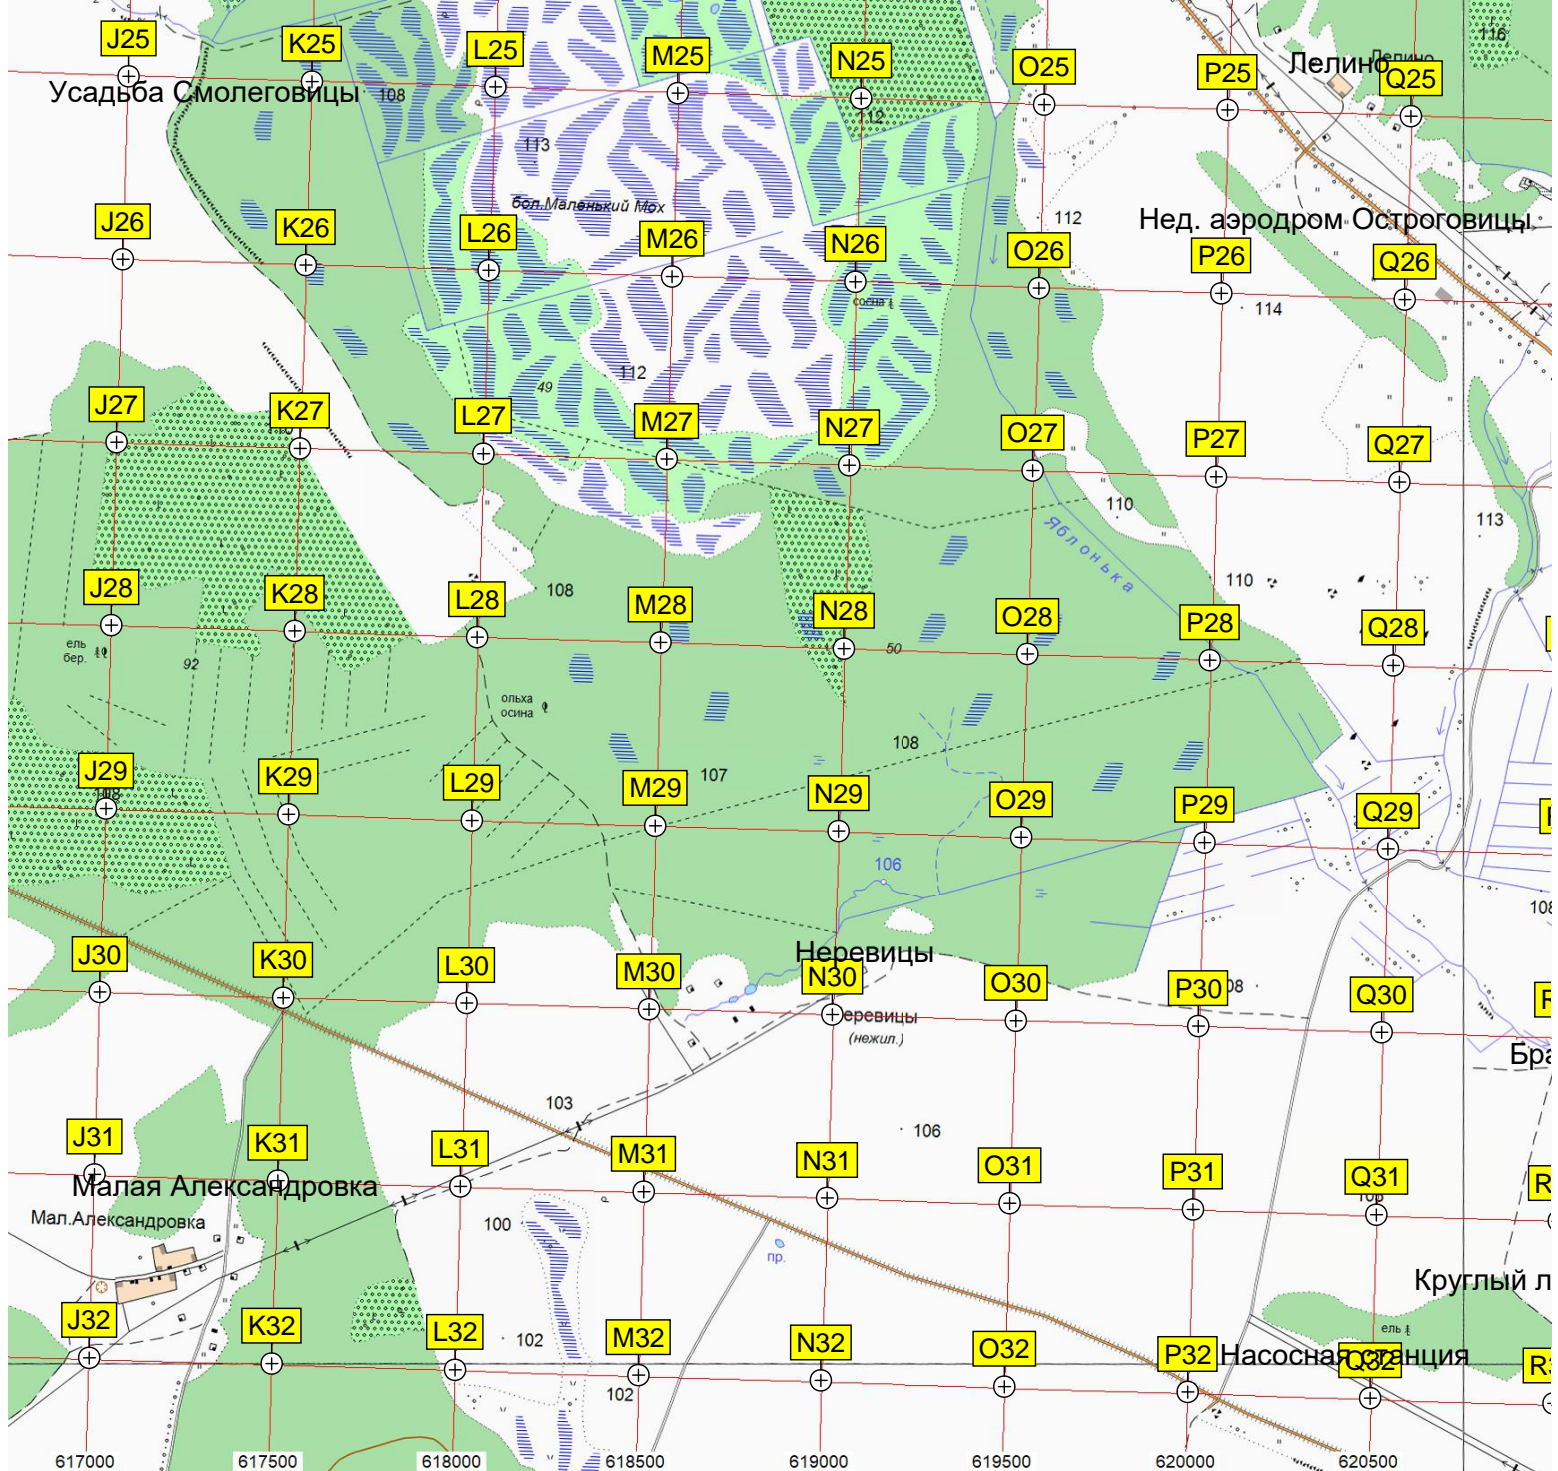 J25
K25
L25
M25
N25
O25
P25
Лелино
Q25
116
Усадьба Смолеговицы
108
112
113
бол.Маленький Мох
J26
K26
L26
M26
N26
O26
112
Нед. аэродром Остроговицы
P26
Q26
сосна
114
112
49
J27
K27
L27
M27
N27
O27
P27
Q27
110
113
Яблонька
J28
K28
L28
108
M28
N28
O28
110
P28
Q28
ель
бер.
92
50
ольха
осина
108
J29
K29
L29
M29
107
N29
O29
P29
Q29
106
108
J30
K30
L30
M30
Неревицы
N30
O30
P30
Q30
еревицы
(нежил.)
Бра
103
106
J31
K31
L31
M31
N31
O31
P31
Q31
R
Малая Александровка
Мал.Александровка
100
пр.
Круглый л
J32
K32
L32
102
M32
N32
O32
P32
Насосная станция
Q32
ель
102
617000
617500
618000
618500
619000
619500
620000
620500